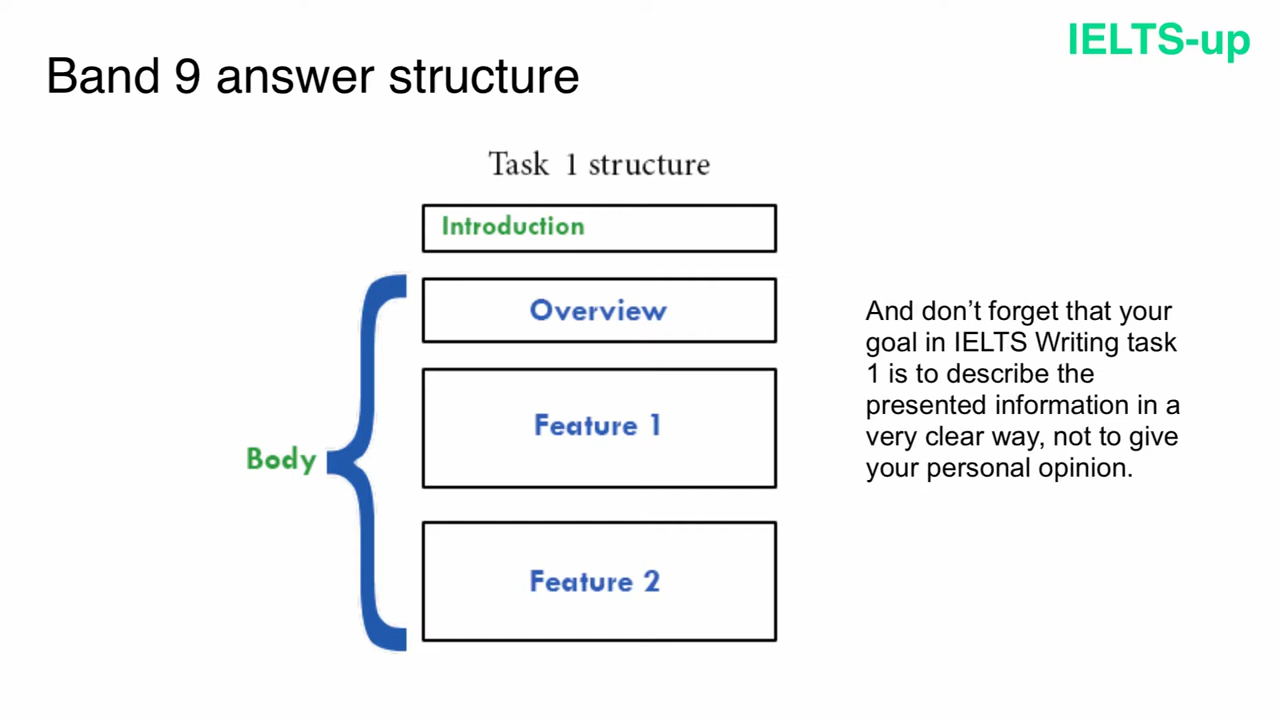 IELTS-up
Band 9 answer structure
Task 1 structure
Introduction
Overview
Feature 1
Body
Feature 2
And don’t forget that your
goal in IELTS Writing task
1 is to describe the
presented information in a
very clear way, not to give
your personal opinion.